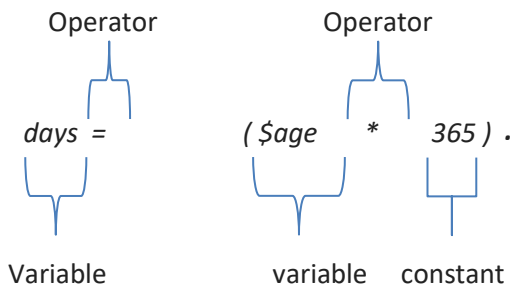 Operator Operator
days = ( $age * 365 ) .
Variable variable constant